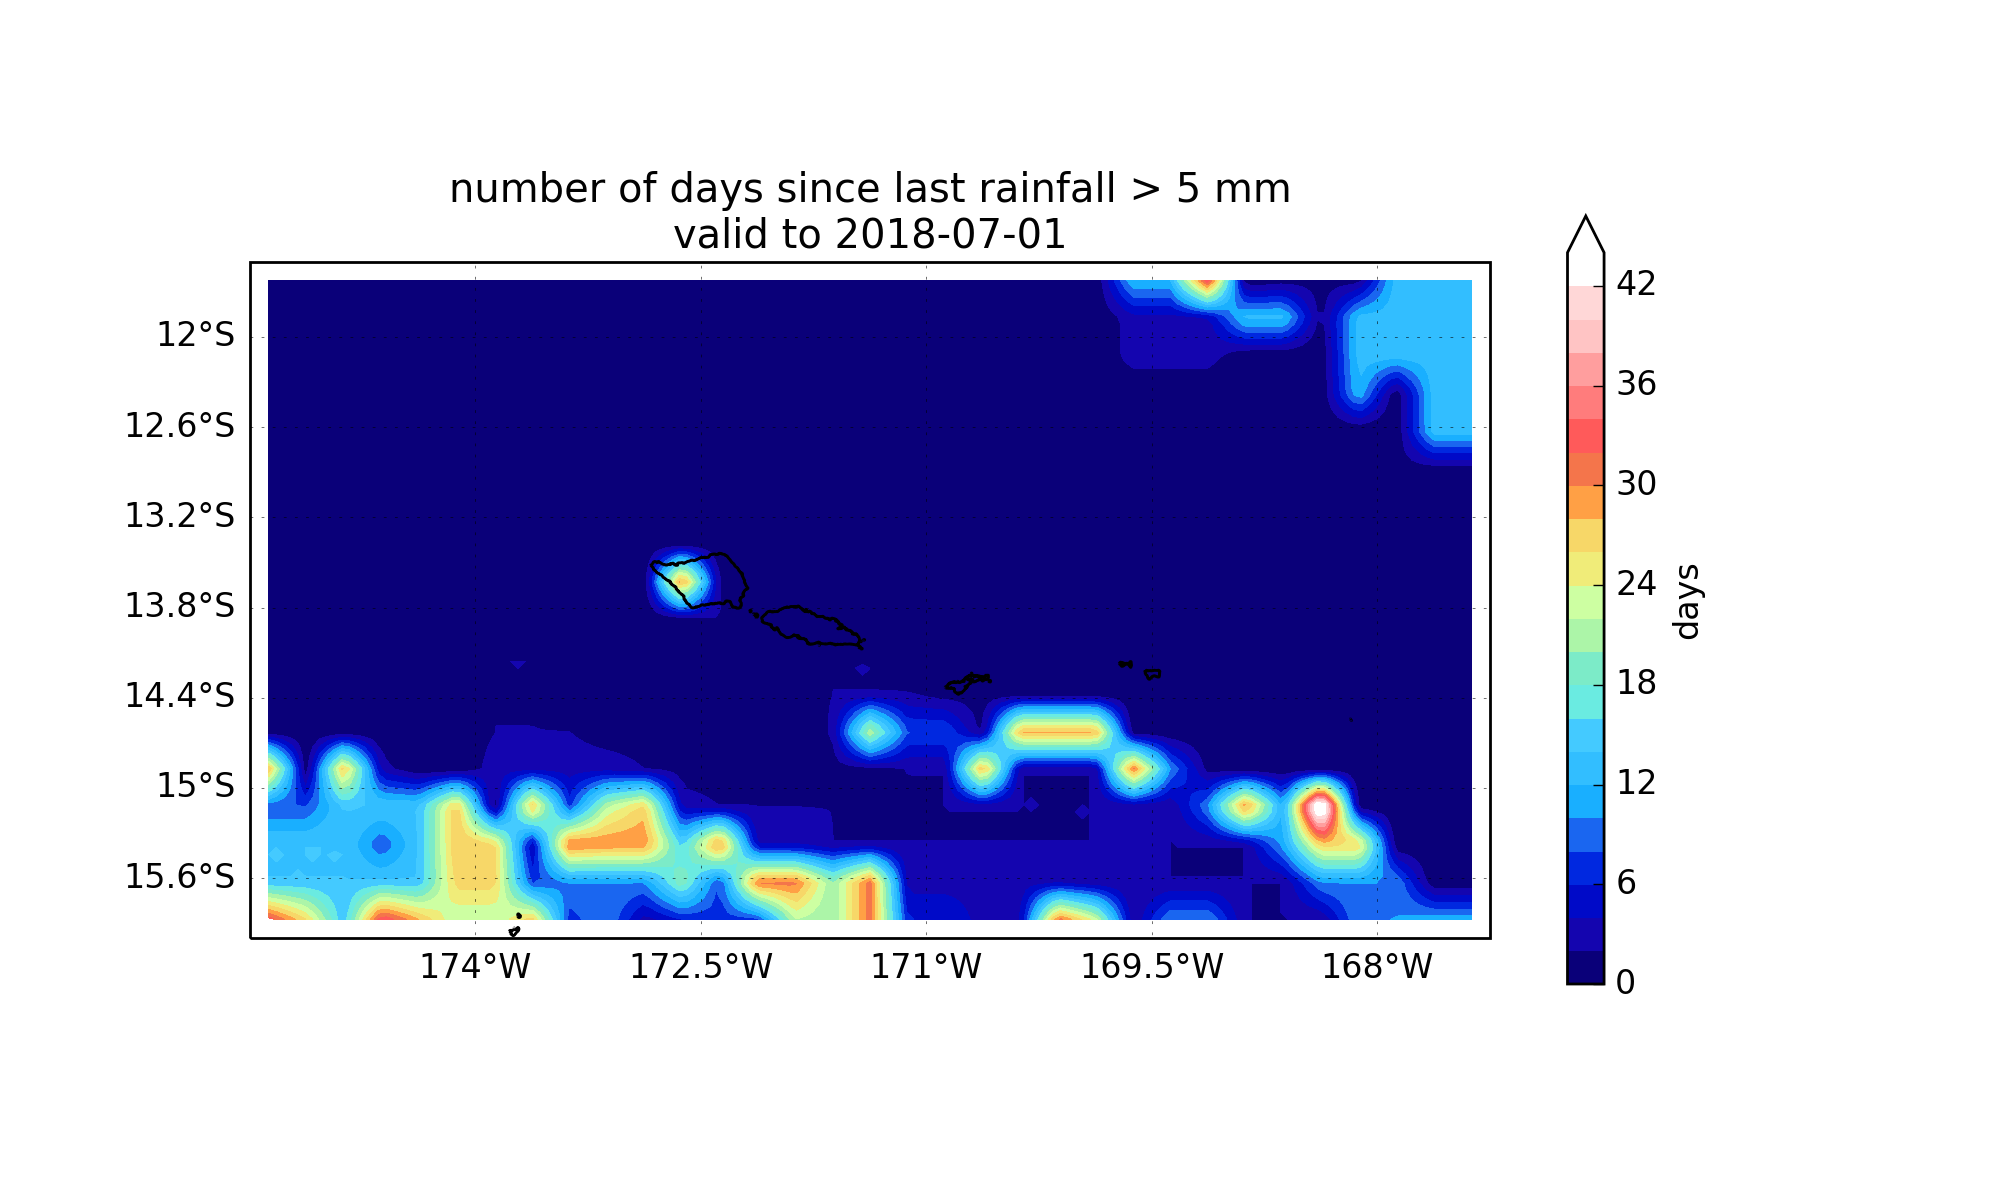 number of days since last rainfall > 5 mm
valid to 2018-07-01
12°S
12.6°S
13.2°S
13.8°S
14.4°S
15°S
15.6°S
174°W 172.5°W 171°W 169.5°W 168°W
42
36
30
24
18
12
6
0
days